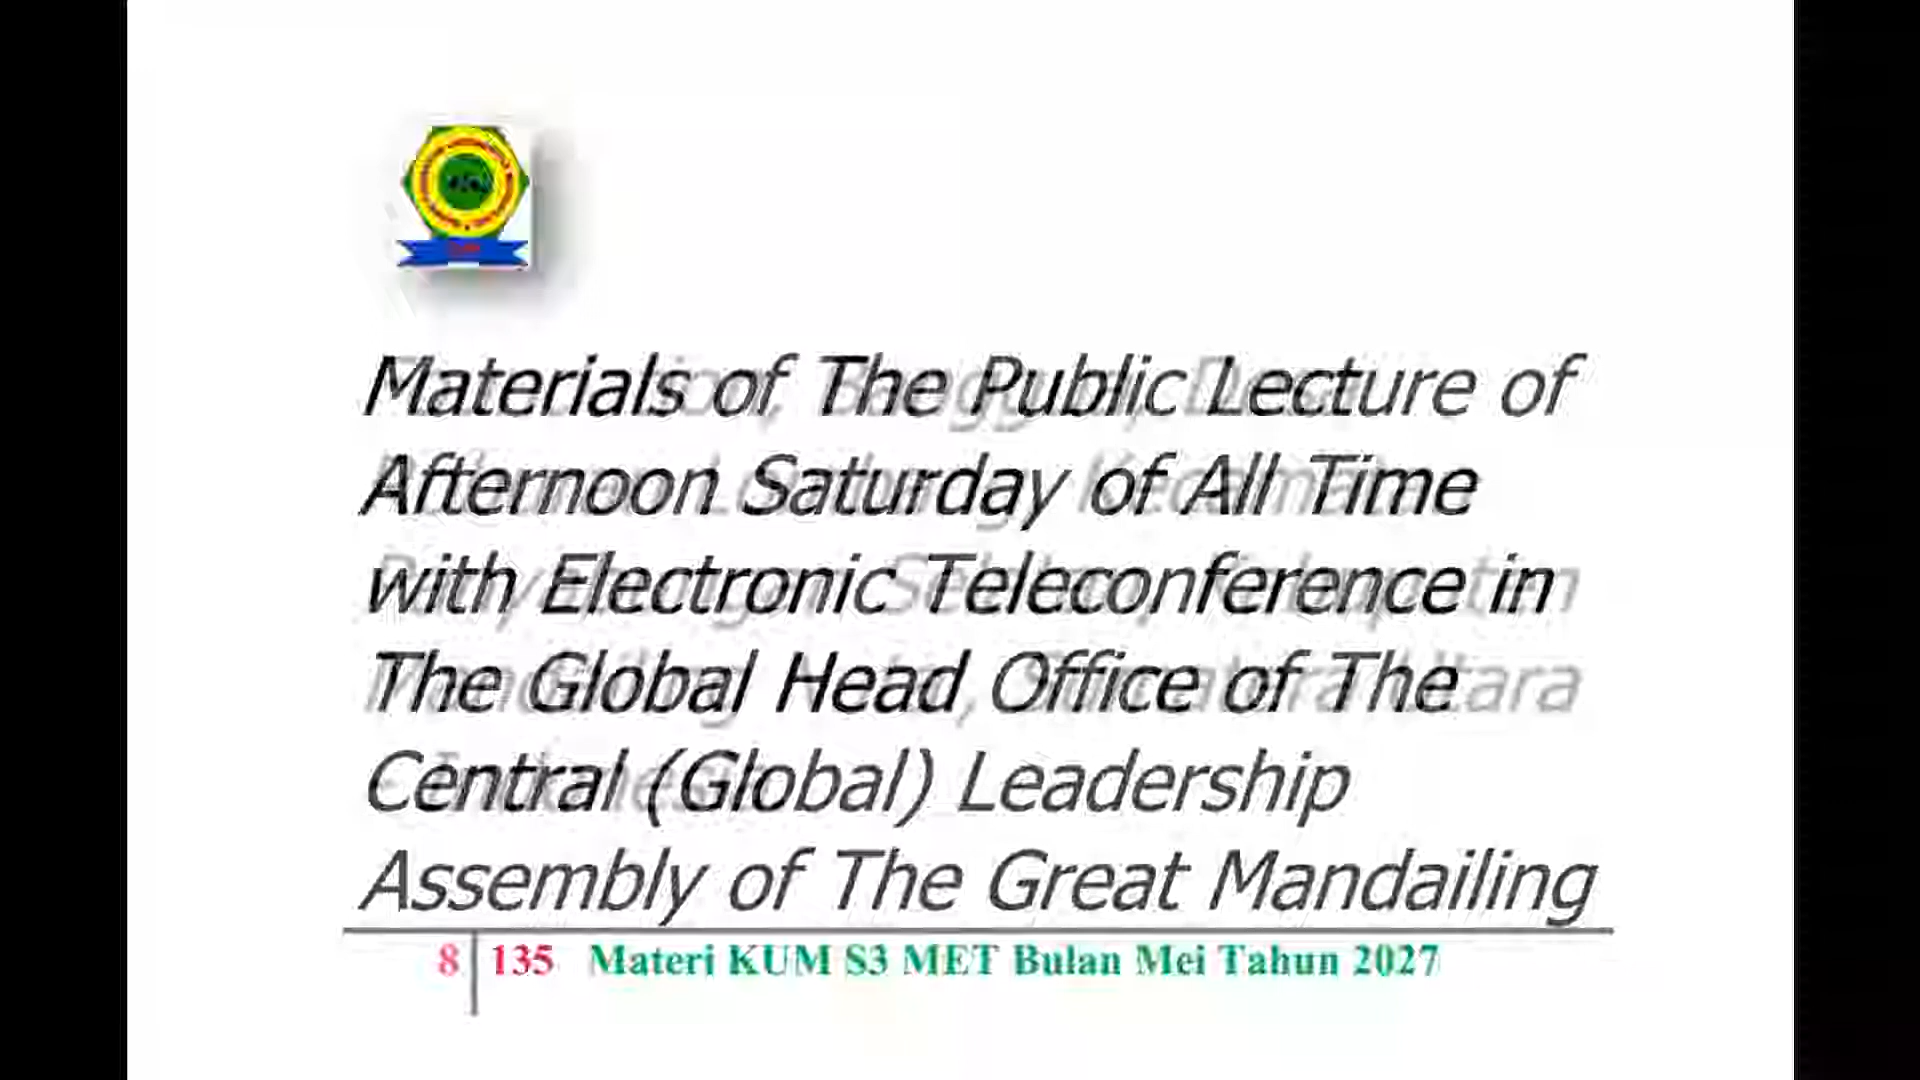 Materials of The Public Lecture of
Afternoon Saturday of All Time
with Electronic Teleconference in
The Global Head Office of The
Central (Global) Leadership
Assembly of The Great Mandailing
8 135 Materi KUM S3 MET Bulan Mei Tahun 2027